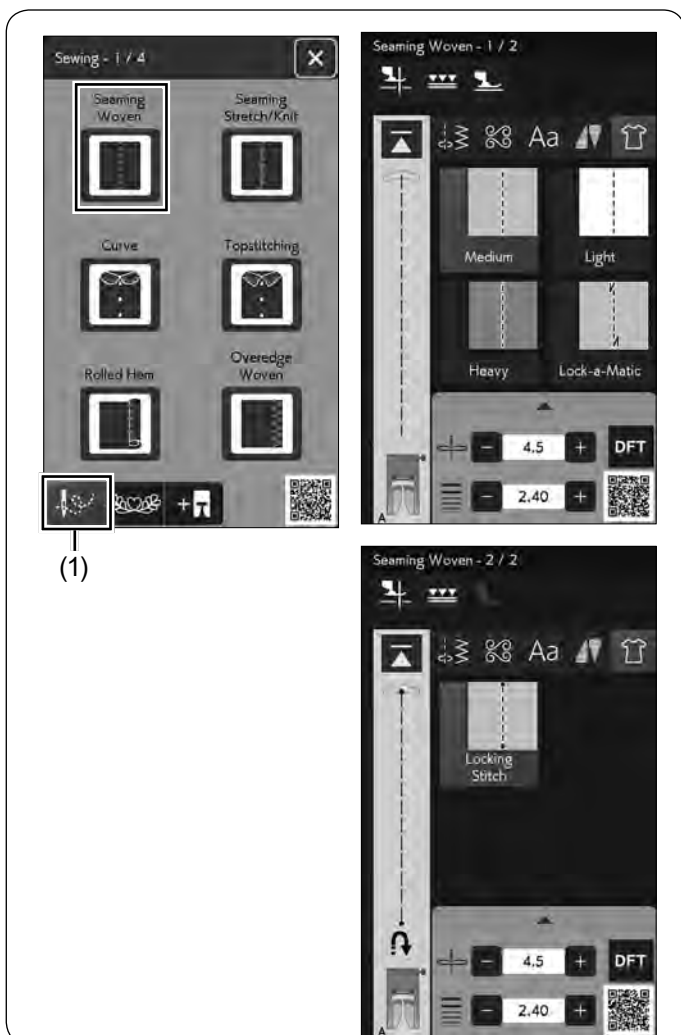 Sewing - 1 / 4
Seaming
Woven
Seaming
Stretch/Knit
Curve
Topstitching
Rolled Hem
Overedge
Woven
(1)
Seaming Woven - 1 / 2
Aa
Medium
Light
Heavy
Lock-a-Matic
4.5
DFT
2.40
A
Seaming Woven - 2 / 2
Aa
Locking
Stitch
4.5
DFT
2.40
A